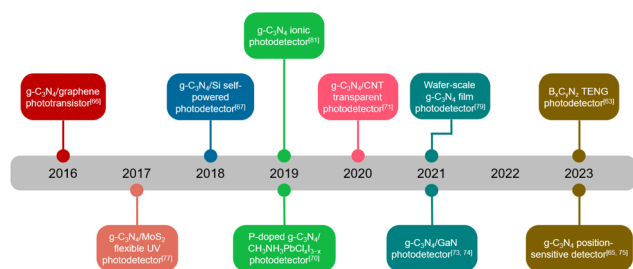 g-C₃N₄ ionic
photodetector[81]
g-C₃N₄/graphene
phototransistor[66]
g-C₃N₄/Si self-
powered
photodetector[67]
g-C₃N₄/CNT
transparent
photodetector[71]
Wafer-scale
g-C₃N₄ film
photodetector[79]
BₓCᵧN_z TENG
photodetector[63]
2016 2017 2018 2019 2020 2021 2022 2023
g-C₃N₄/MoS₂
flexible UV
photodetector[77]
P-doped g-C₃N₄/
CH₃NH₃PbClₓI₃₋ₓ
photodetector[70]
g-C₃N₄/GaN
photodetector[73, 74]
g-C₃N₄ position-
sensitive detector[65, 75]